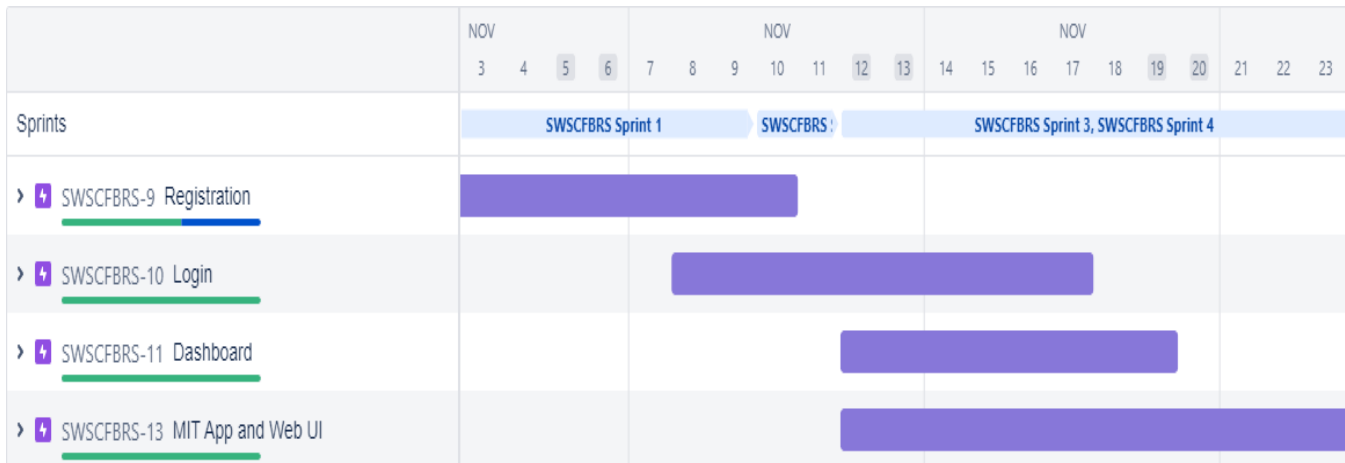 NOV NOV NOV
3 4 5 6 7 8 9 10 11 12 13 14 15 16 17 18 19 20 21 22 23
Sprints SWSCFBRS Sprint 1 SWSCFBRS SWSCFBRS Sprint 3, SWSCFBRS Sprint 4
SWSCFBRS-9 Registration
SWSCFBRS-10 Login
SWSCFBRS-11 Dashboard
SWSCFBRS-13 MIT App and Web UI